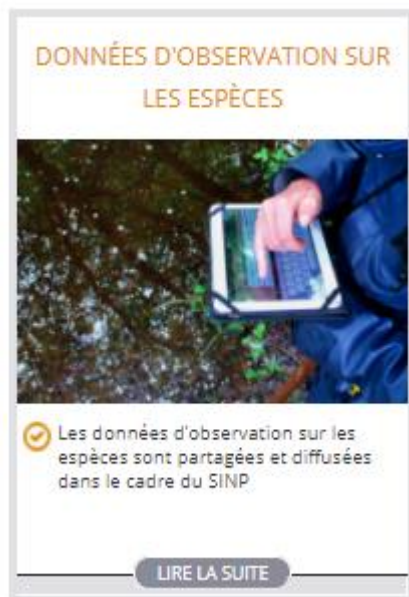 DONNÉES D'OBSERVATION SUR
LES ESPÈCES
Les données d'observation sur les
espèces sont partagées et diffusées
dans le cadre du SINP
LIRE LA SUITE